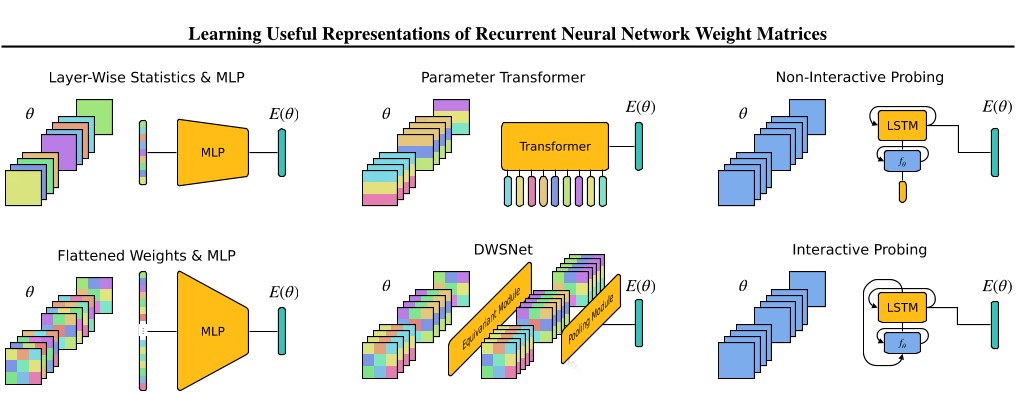 Learning Useful Representations of Recurrent Neural Network Weight Matrices
Layer-Wise Statistics & MLP
θ
MLP
E(θ)
Parameter Transformer
θ
Transformer
E(θ)
Non-Interactive Probing
θ
LSTM
fθ
E(θ)
Flattened Weights & MLP
θ
MLP
E(θ)
DWSNet
θ
Equivariant Module
Pooling Module
E(θ)
Interactive Probing
θ
LSTM
fθ
E(θ)